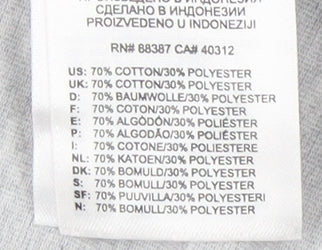 СДЕЛАНО В ИНДОНЕЗИИ
PROIZVEDENO U INDONEZIJI
RN# 88387 CA# 40312
US: 70% COTTON/30% POLYESTER
UK: 70% COTTON/30% POLYESTER
D: 70% BAUMWOLLE/30% POLYESTER
F: 70% COTON/30% POLYESTER
E: 70% ALGODÓN/30% POLIÉSTER
P: 70% ALGODÃO/30% POLIÉSTER
I: 70% COTONE/30% POLIESTERE
NL: 70% KATOEN/30% POLYESTER
DK: 70% BOMULD/30% POLYESTER
S: 70% BOMULL/30% POLYESTER
SF: 70% PUUVILLA/30% POLYESTERI
N: 70% BOMULL/30% POLYESTER